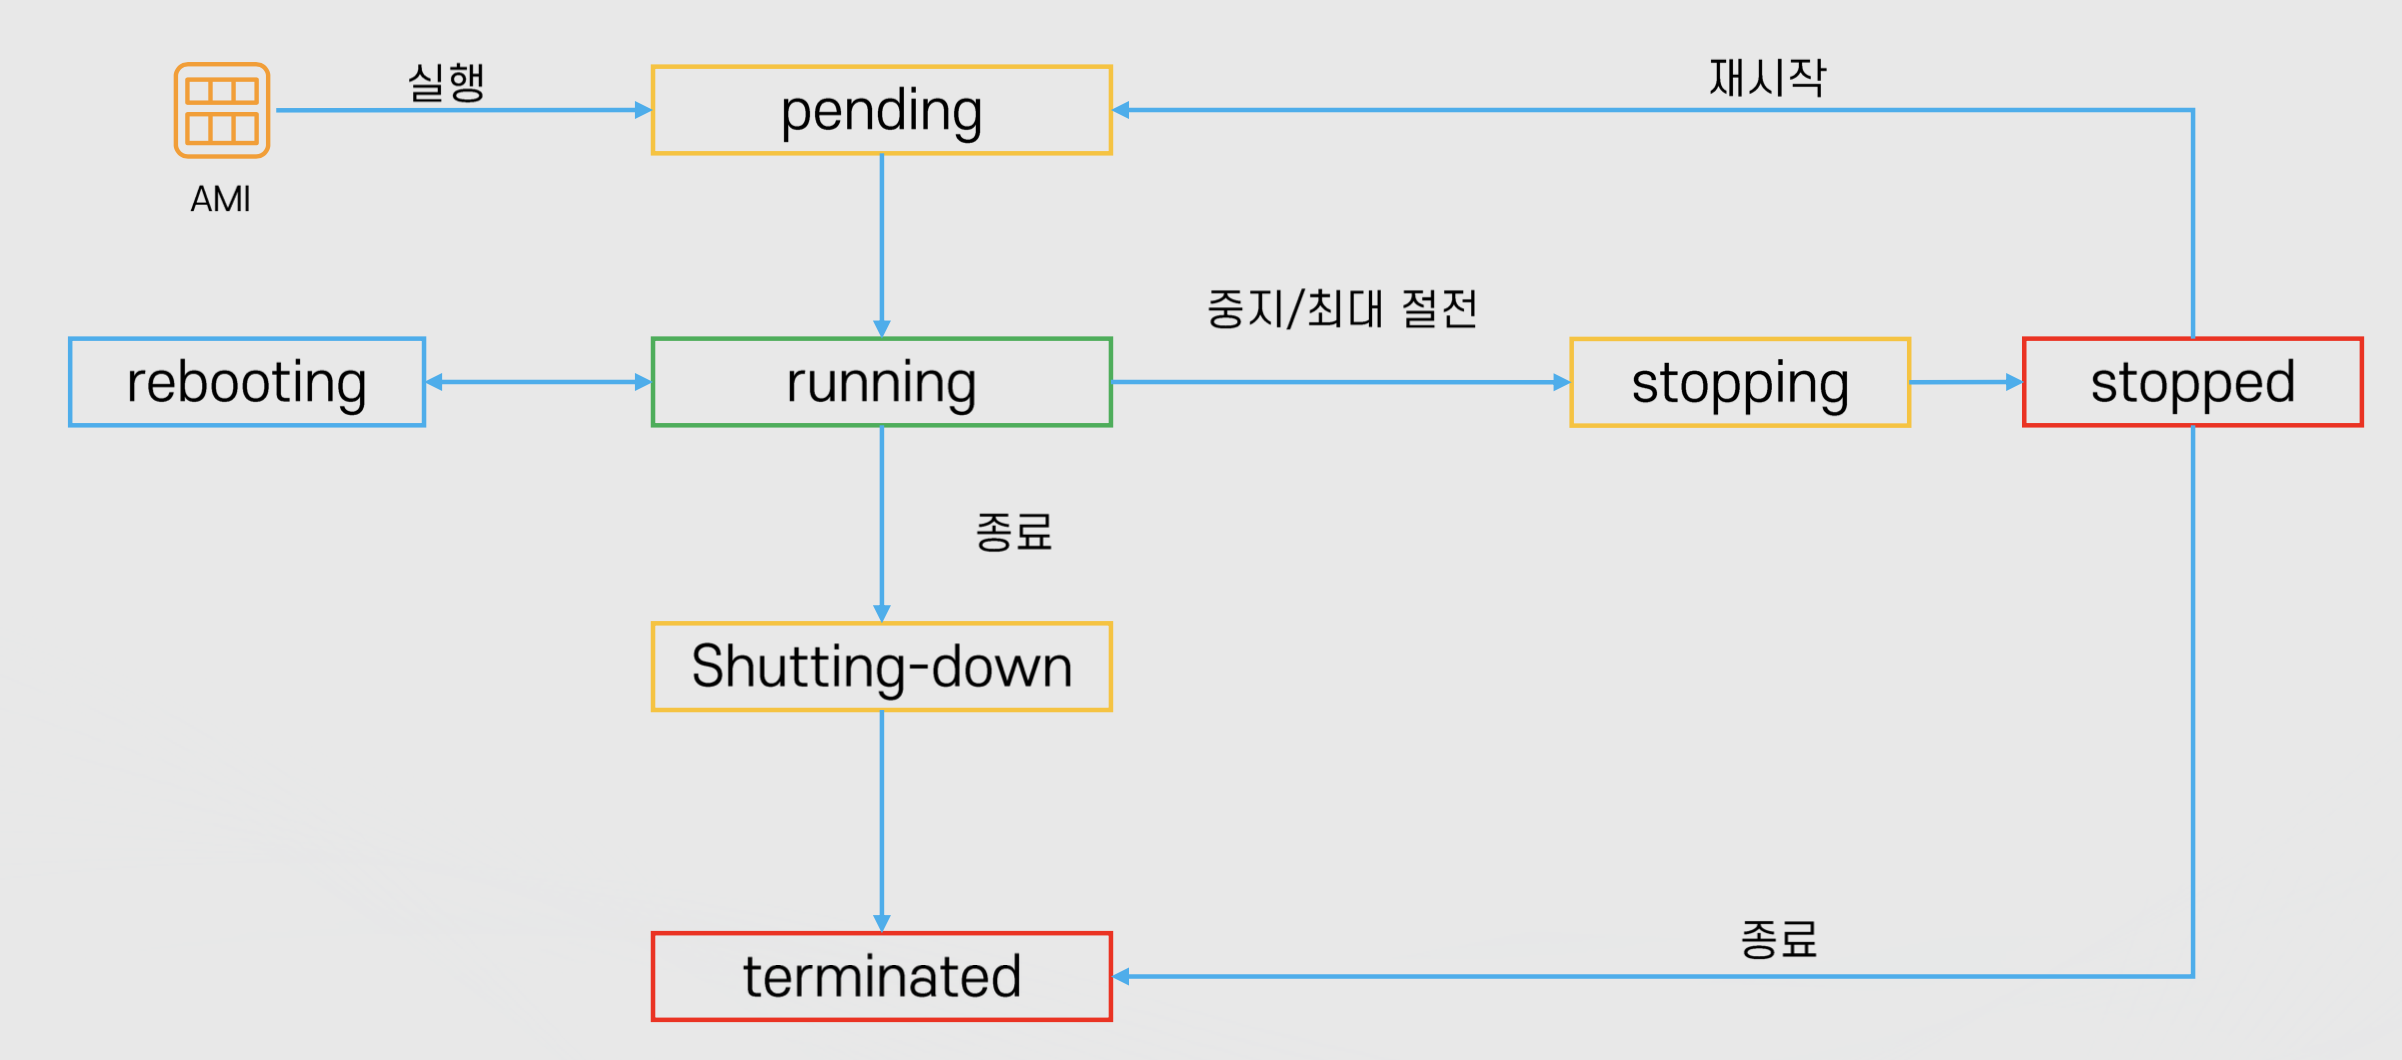 실행
pending
재시작
AMI
중지/최대 절전
rebooting
running
stopping
stopped
종료
Shutting-down
종료
terminated